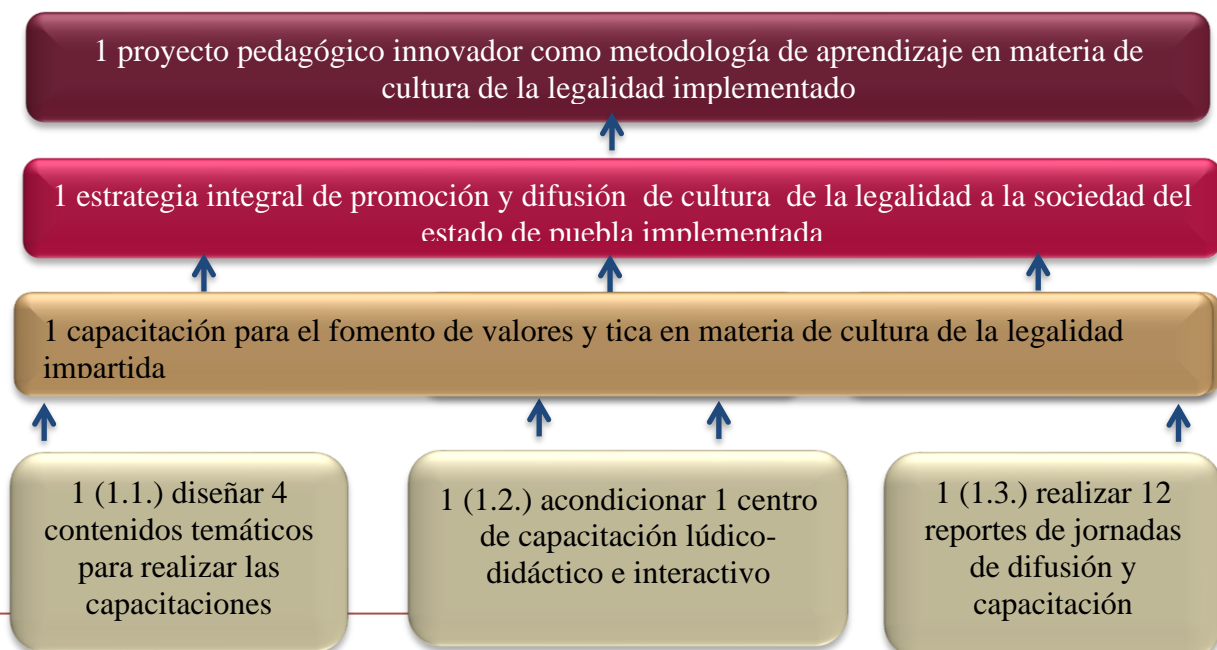 1 proyecto pedagógico innovador como metodología de aprendizaje en materia de
cultura de la legalidad implementado
1 estrategia integral de promoción y difusión de cultura de la legalidad a la sociedad del
estado de puebla implementada
1 capacitación para el fomento de valores y tica en materia de cultura de la legalidad
impartida
1 (1.1.) diseñar 4
contenidos temáticos
para realizar las
capacitaciones
1 (1.2.) acondicionar 1 centro
de capacitación lúdico-
didáctico e interactivo
1 (1.3.) realizar 12
reportes de jornadas
de difusión y
capacitación